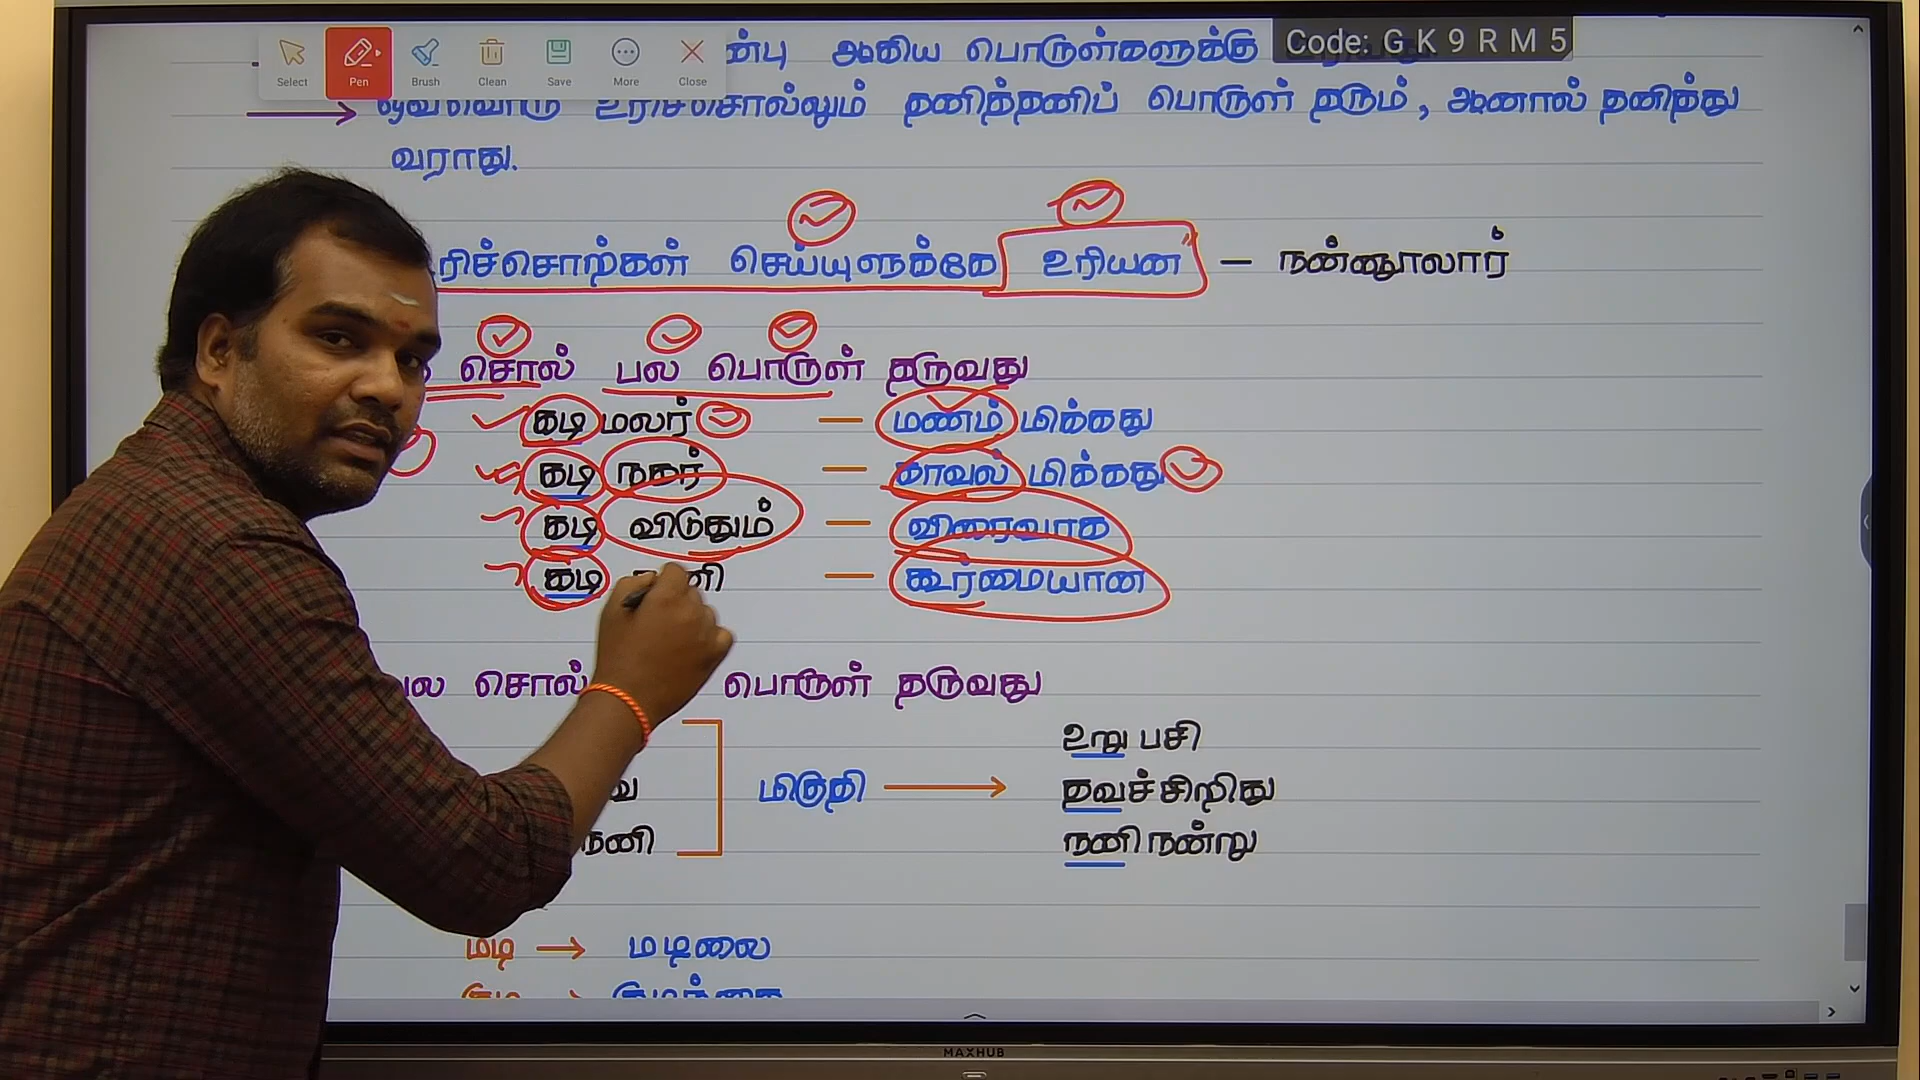 Code: G K 9 R M 5
Select Pen Brush Clean Save More Close
ஆகிய பொருள்களுக்கு
உரிச்சொல்லும் தனித்தனிப் பொருள் தரும், ஆனால் தனித்து
வராது.
ரிச்சொற்கள் செய்யுளுக்கே உரியன" – நன்னூலார்
சொல் பல பொருள் தருவது
கடி மலர் – மணம் மிக்கது
கடி நகர் – காவல் மிக்கது
கடி விடுதும் – விரைவாக
கடி – கூர்மையான
சொல் பொருள் தருவது
உறு பசி
மிகுதி → தவச்சிறிது
நனி நனி நன்று
மடி → மடிலை
MAXHUB